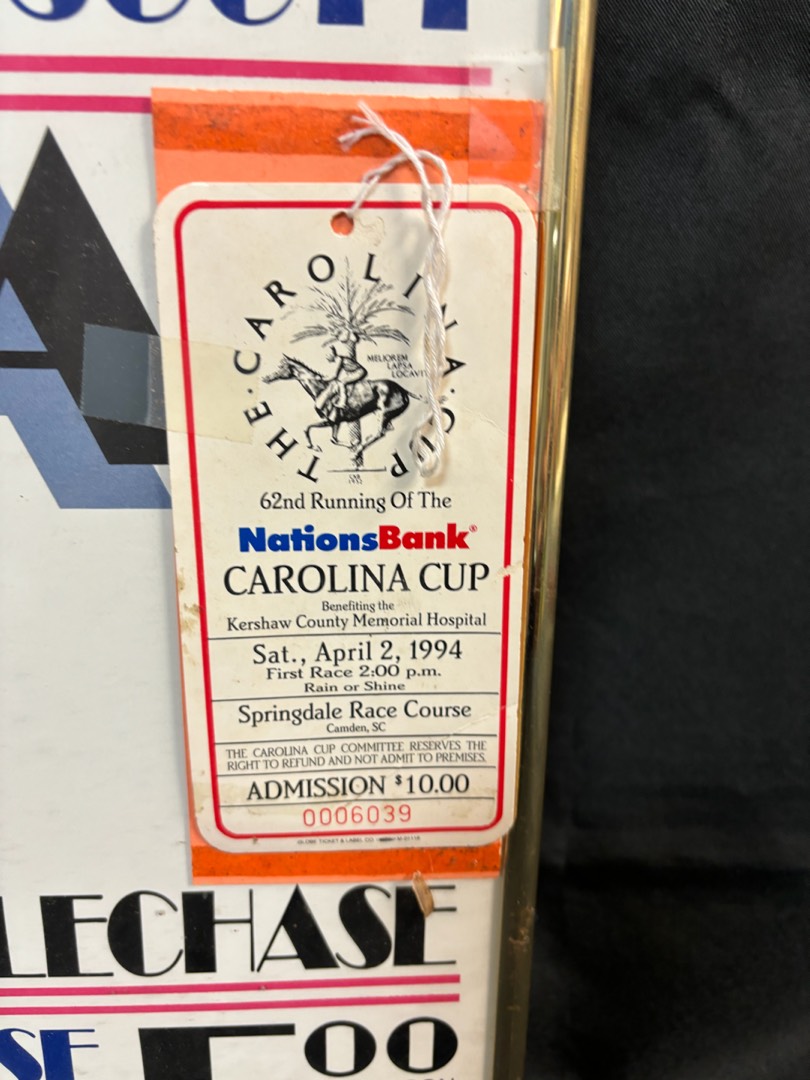 THE · CAROLINA · CUP
MELIOREM
LAPSA
LOCAVIT
62nd Running Of The
NationsBank®
CAROLINA CUP
Benefiting the
Kershaw County Memorial Hospital
Sat., April 2, 1994
First Race 2:00 p.m.
Rain or Shine
Springdale Race Course
Camden, SC
THE CAROLINA CUP COMMITTEE RESERVES THE
RIGHT TO REFUND AND NOT ADMIT TO PREMISES.
ADMISSION $10.00
0006039
LECHASE